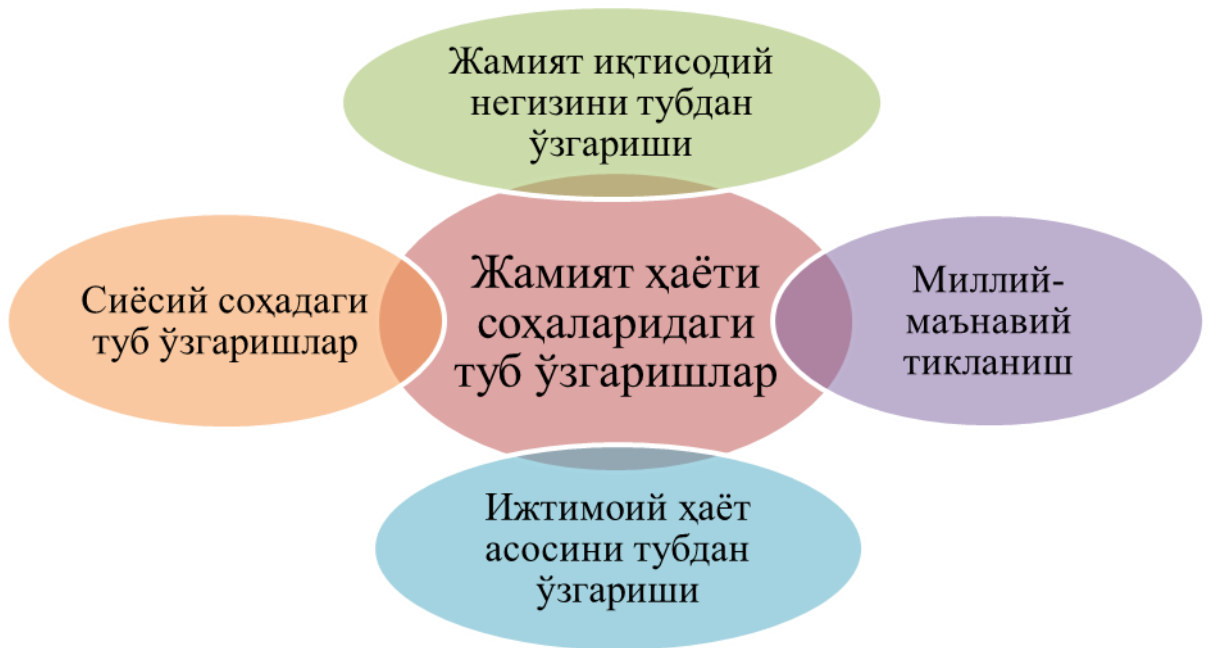 Жамият иқтисодий
негизини тубдан
ўзгариши
Сиёсий соҳадаги
туб ўзгаришлар
Жамият ҳаёти
соҳаларидаги
туб ўзгаришлар
Миллий-
маънавий
тикланиш
Ижтимоий ҳаёт
асосини тубдан
ўзгариши